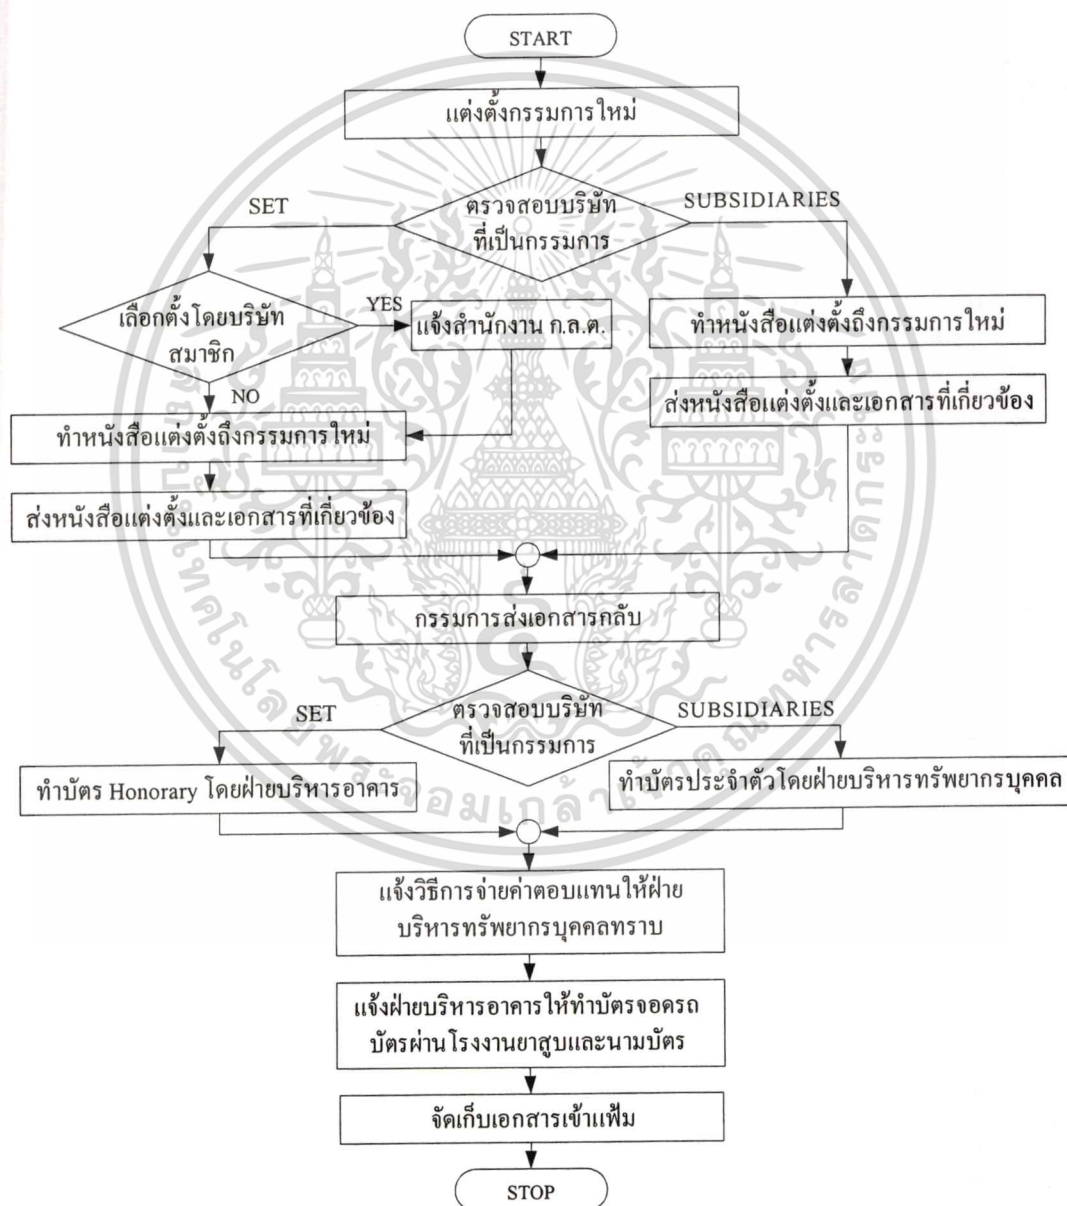 START
แต่งตั้งกรรมการใหม่
ตรวจสอบบริษัท
ที่เป็นกรรมการ
SET
SUBSIDIARIES
เลือกตั้งโดยบริษัท
สมาชิก
YES
แจ้งสำนักงาน ก.ล.ต.
ทำหนังสือแต่งตั้งถึงกรรมการใหม่
ส่งหนังสือแต่งตั้งและเอกสารที่เกี่ยวข้อง
NO
ทำหนังสือแต่งตั้งถึงกรรมการใหม่
ส่งหนังสือแต่งตั้งและเอกสารที่เกี่ยวข้อง
กรรมการส่งเอกสารกลับ
ตรวจสอบบริษัท
ที่เป็นกรรมการ
SET
SUBSIDIARIES
ทำบัตร Honorary โดยฝ่ายบริหารอาคาร
ทำบัตรประจำตัวโดยฝ่ายบริหารทรัพยากรบุคคล
แจ้งวิธีการจ่ายค่าตอบแทนให้ฝ่าย
บริหารทรัพยากรบุคคลทราบ
แจ้งฝ่ายบริหารอาคารให้ทำบัตรจอดรถ
บัตรผ่านโรงงานยาสูบและนามบัตร
จัดเก็บเอกสารเข้าแฟ้ม
STOP